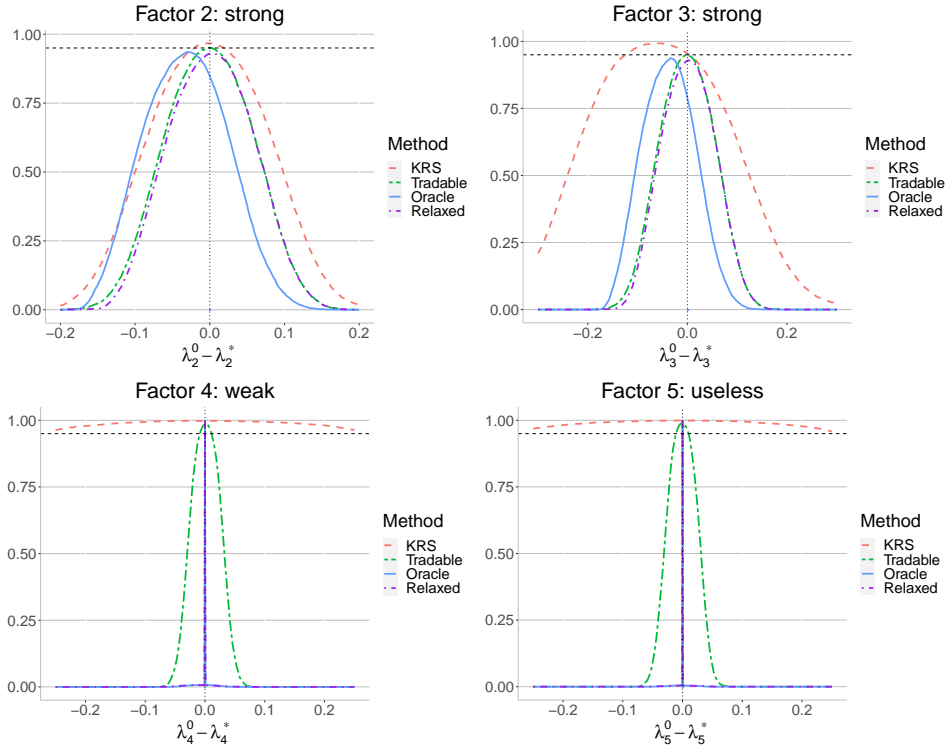 Factor 2: strong
1.00
0.75
0.50
0.25
0.00
−0.2
−0.1
0.0
0.1
0.2
λ₂⁰−λ₂*
Method
KRS
Tradable
Oracle
Relaxed
Factor 3: strong
1.00
0.75
0.50
0.25
0.00
−0.2
0.0
0.2
λ₃⁰−λ₃*
Method
KRS
Tradable
Oracle
Relaxed
Factor 4: weak
1.00
0.75
0.50
0.25
0.00
−0.2
−0.1
0.0
0.1
0.2
λ₄⁰−λ₄*
Method
KRS
Tradable
Oracle
Relaxed
Factor 5: useless
1.00
0.75
0.50
0.25
0.00
−0.2
−0.1
0.0
0.1
0.2
λ₅⁰−λ₅*
Method
KRS
Tradable
Oracle
Relaxed